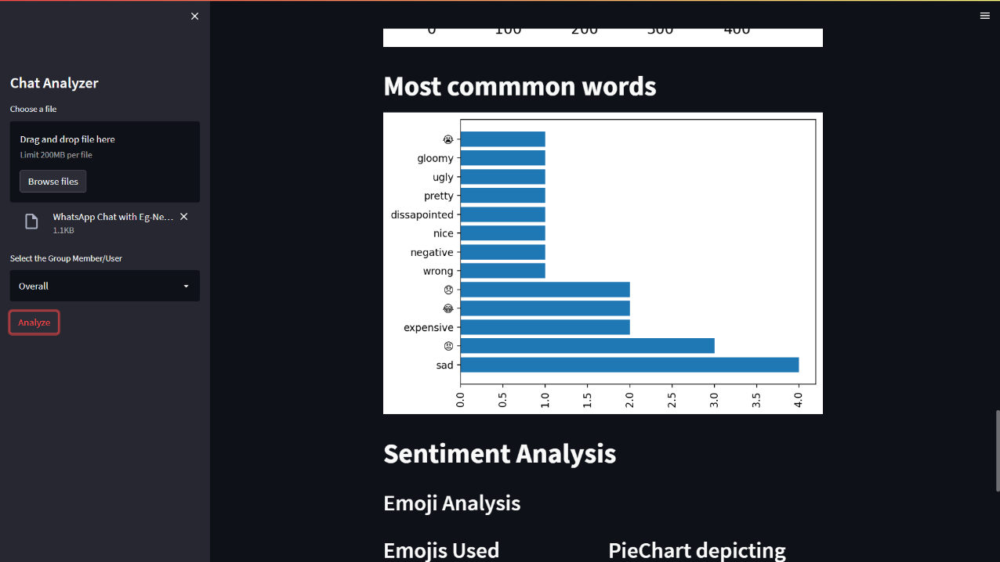 Chat Analyzer
Choose a file
Drag and drop file here
Limit 200MB per file
Browse files
WhatsApp Chat with Eg-Ne...
1.1KB
Select the Group Member/User
Overall
Analyze
0 100 200 300 400
Most commmon words
😭
gloomy
ugly
pretty
dissapointed
nice
negative
wrong
😞
😂
expensive
😡
sad
0.0 0.5 1.0 1.5 2.0 2.5 3.0 3.5 4.0
Sentiment Analysis
Emoji Analysis
Emojis Used
PieChart depicting